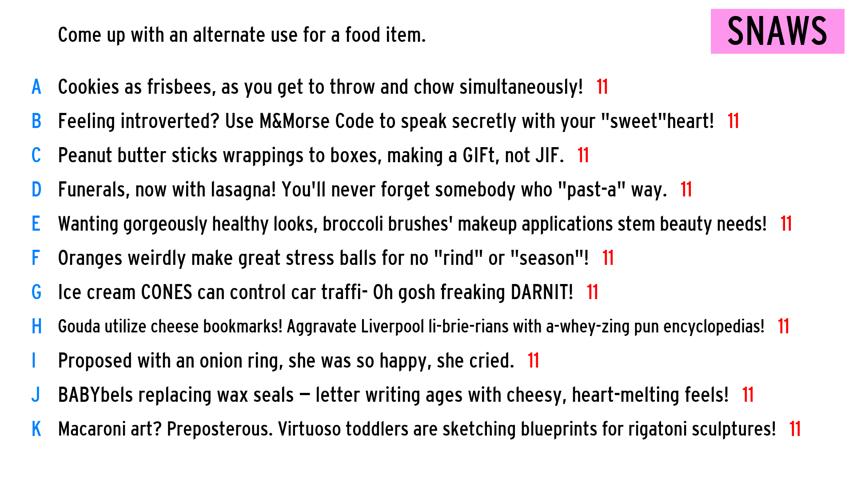 Come up with an alternate use for a food item.
SNAWS
A Cookies as frisbees, as you get to throw and chow simultaneously! 11
B Feeling introverted? Use M&Morse Code to speak secretly with your "sweet"heart! 11
C Peanut butter sticks wrappings to boxes, making a GIFt, not JIF. 11
D Funerals, now with lasagna! You'll never forget somebody who "past-a" way. 11
E Wanting gorgeously healthy looks, broccoli brushes' makeup applications stem beauty needs! 11
F Oranges weirdly make great stress balls for no "rind" or "season"! 11
G Ice cream CONES can control car traffi- Oh gosh freaking DARNIT! 11
H Gouda utilize cheese bookmarks! Aggravate Liverpool li-brie-rians with a-whey-zing pun encyclopedias! 11
I Proposed with an onion ring, she was so happy, she cried. 11
J BABYbels replacing wax seals – letter writing ages with cheesy, heart-melting feels! 11
K Macaroni art? Preposterous. Virtuoso toddlers are sketching blueprints for rigatoni sculptures! 11